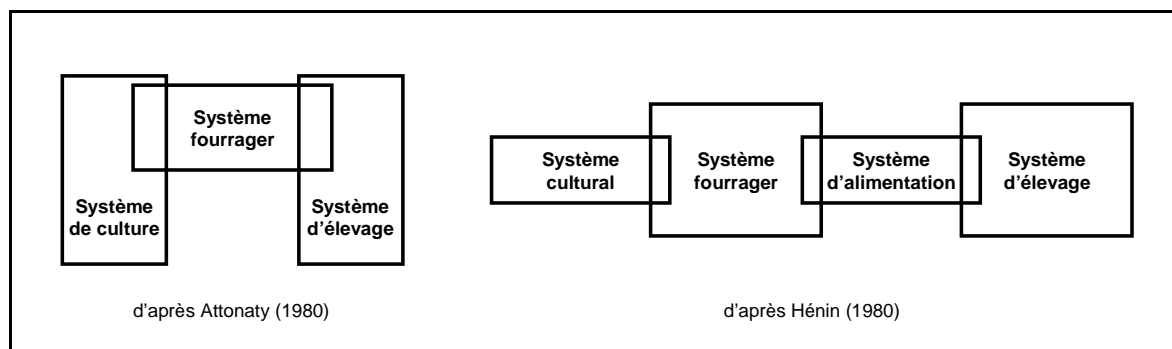 Système
fourrager
Système
de culture
Système
d'élevage
d'après Attonaty (1980)
Système
cultural
Système
fourrager
Système
d'alimentation
Système
d'élevage
d'après Hénin (1980)